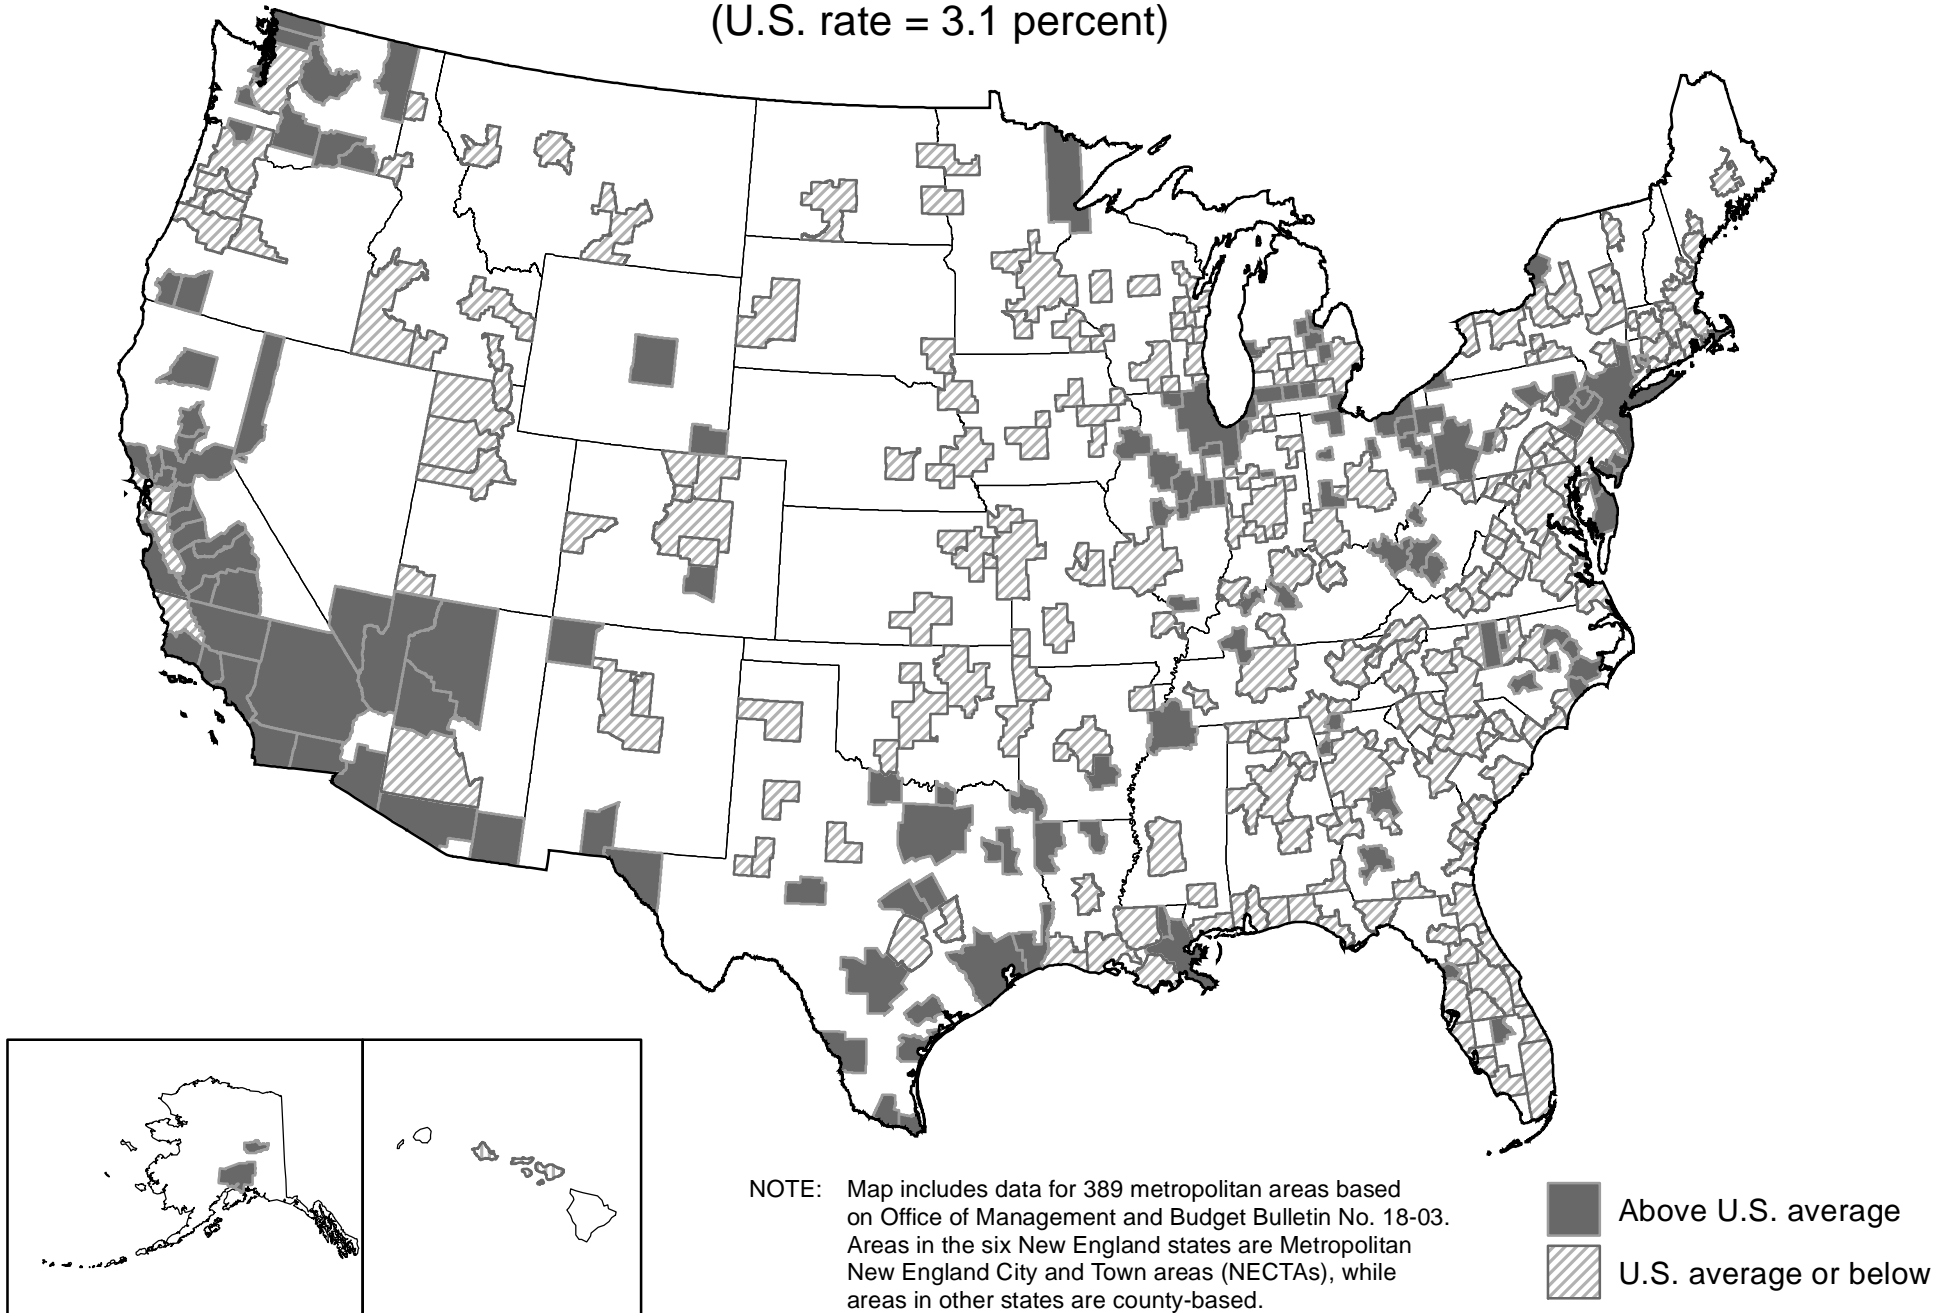 (U.S. rate = 3.1 percent)
NOTE: Map includes data for 389 metropolitan areas based
on Office of Management and Budget Bulletin No. 18-03.
Areas in the six New England states are Metropolitan
New England City and Town areas (NECTAs), while
areas in other states are county-based.
Above U.S. average
U.S. average or below